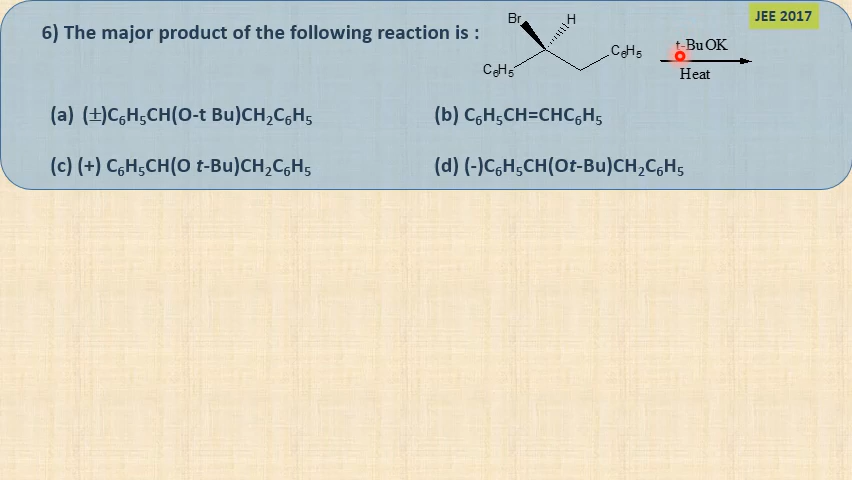 JEE 2017
6) The major product of the following reaction is :
Br H
C₆H₅ C₆H₅
t-BuOK
Heat
(a) (±)C₆H₅CH(O-t Bu)CH₂C₆H₅
(b) C₆H₅CH=CHC₆H₅
(c) (+) C₆H₅CH(O t-Bu)CH₂C₆H₅
(d) (-)C₆H₅CH(Ot-Bu)CH₂C₆H₅